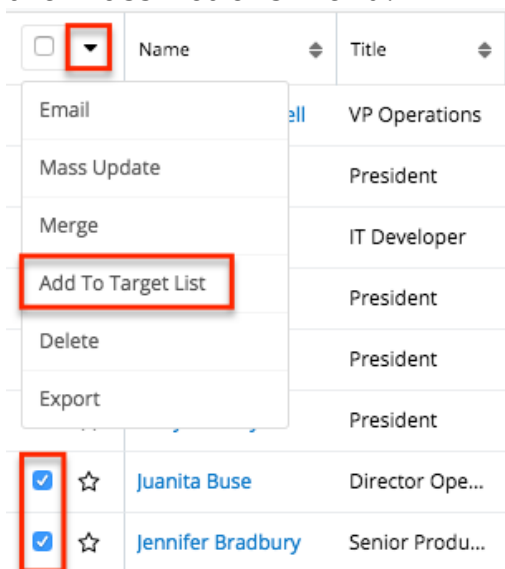 Name Title
Email
ell VP Operations
Mass Update
President
Merge
IT Developer
Add To Target List
President
Delete
President
Export
President
Juanita Buse Director Ope...
Jennifer Bradbury Senior Produ...